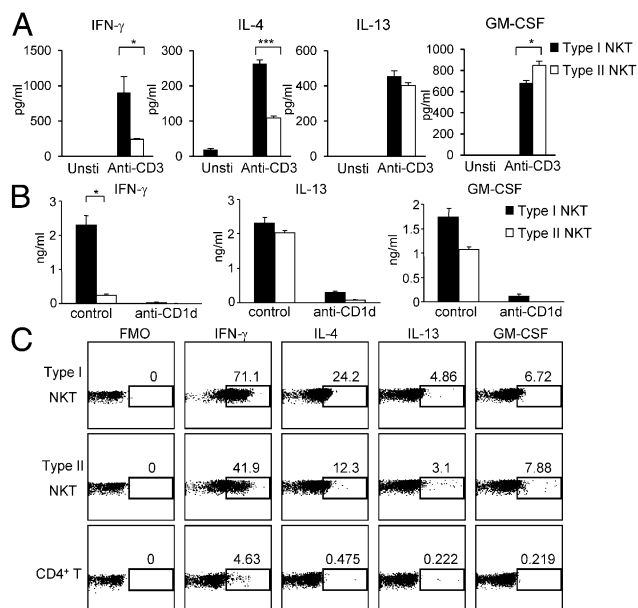 A
IFN-γ IL-4 IL-13 GM-CSF
* *** *
Type I NKT
Type II NKT
pg/ml
1500
1000
500
0
Unsti Anti-CD3
pg/ml
300
200
100
0
Unsti Anti-CD3
pg/ml
600
400
200
0
Unsti Anti-CD3
pg/ml
1000
800
600
400
200
0
Unsti Anti-CD3
B
IFN-γ IL-13 GM-CSF
*
Type I NKT
Type II NKT
ng/ml
3
2
1
0
control anti-CD1d
ng/ml
3
2
1
0
control anti-CD1d
ng/ml
2
1.5
1
0.5
0
control anti-CD1d
C
FMO IFN-γ IL-4 IL-13 GM-CSF
Type I
NKT
0 71.1 24.2 4.86 6.72
Type II
NKT
0 41.9 12.3 3.1 7.88
CD4⁺ T
0 4.63 0.475 0.222 0.219